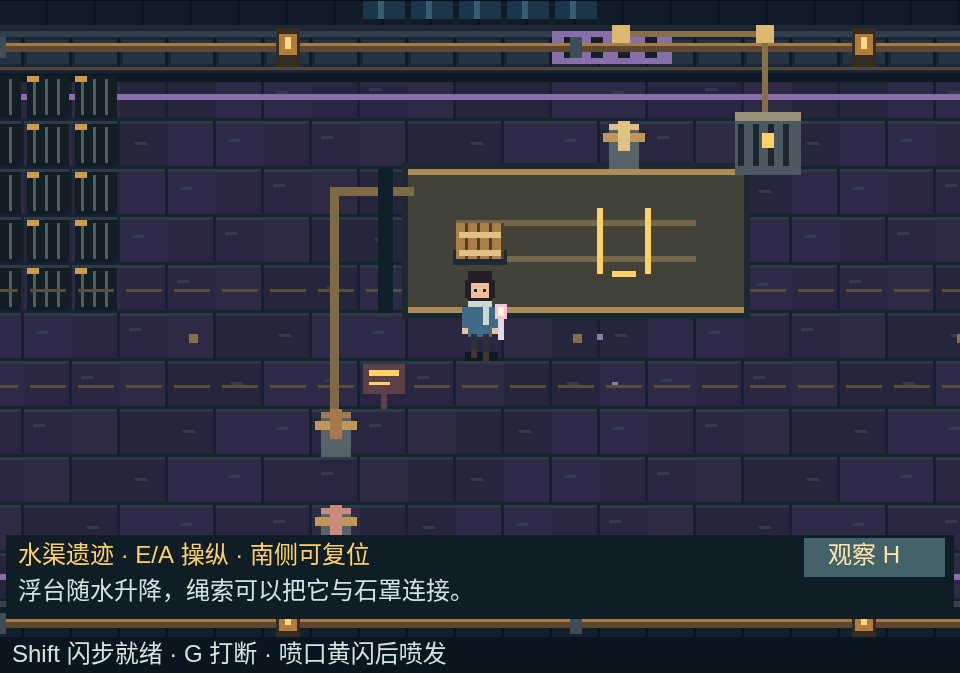 水渠遗迹 · E/A 操纵 · 南侧可复位
观察 H
浮台随水升降，绳索可以把它与石罩连接。
Shift 闪步就绪 · G 打断 · 喷口黄闪后喷发